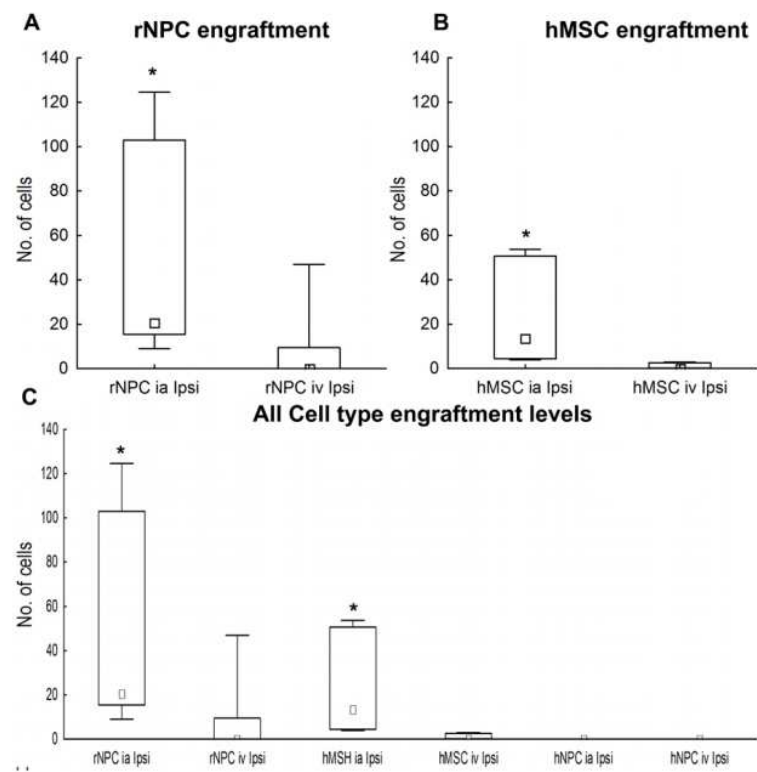 A
rNPC engraftment
140
120
100
80
60
40
20
0
No. of cells
*
rNPC ia Ipsi
rNPC iv Ipsi
B
hMSC engraftment
140
120
100
80
60
40
20
0
No. of cells
*
hMSC ia Ipsi
hMSC iv Ipsi
C
All Cell type engraftment levels
140
120
100
80
60
40
20
0
No. of cells
*
*
rNPC ia Ipsi
rNPC iv Ipsi
hMSH ia Ipsi
hMSC iv Ipsi
hNPC ia Ipsi
hNPC iv Ipsi